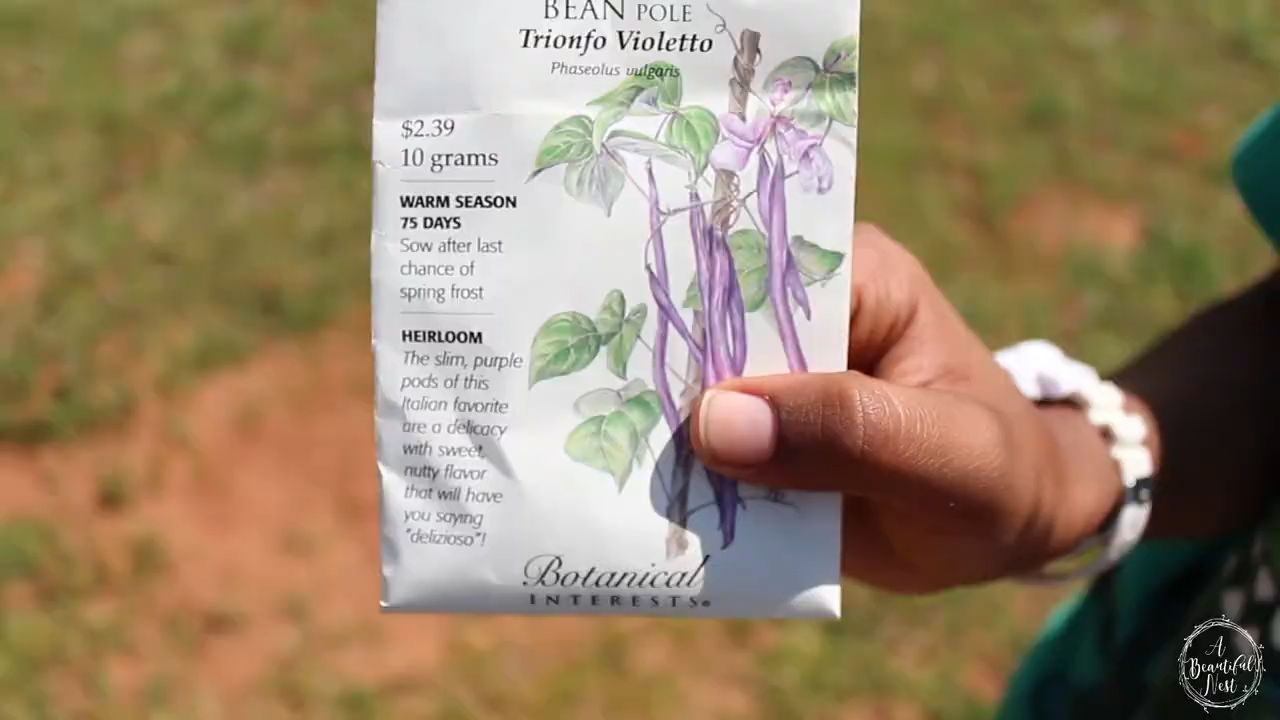 BEAN POLE
Trionfo Violetto
Phaseolus vulgaris
$2.39
10 grams
WARM SEASON
75 DAYS
Sow after last
chance of
spring frost
HEIRLOOM
The slim, purple
pods of this
Italian favorite
are a delicacy
with sweet,
nutty flavor
that will have
you saying
"delizioso"!
Botanical
INTERESTS®
A
Beautiful
Nest